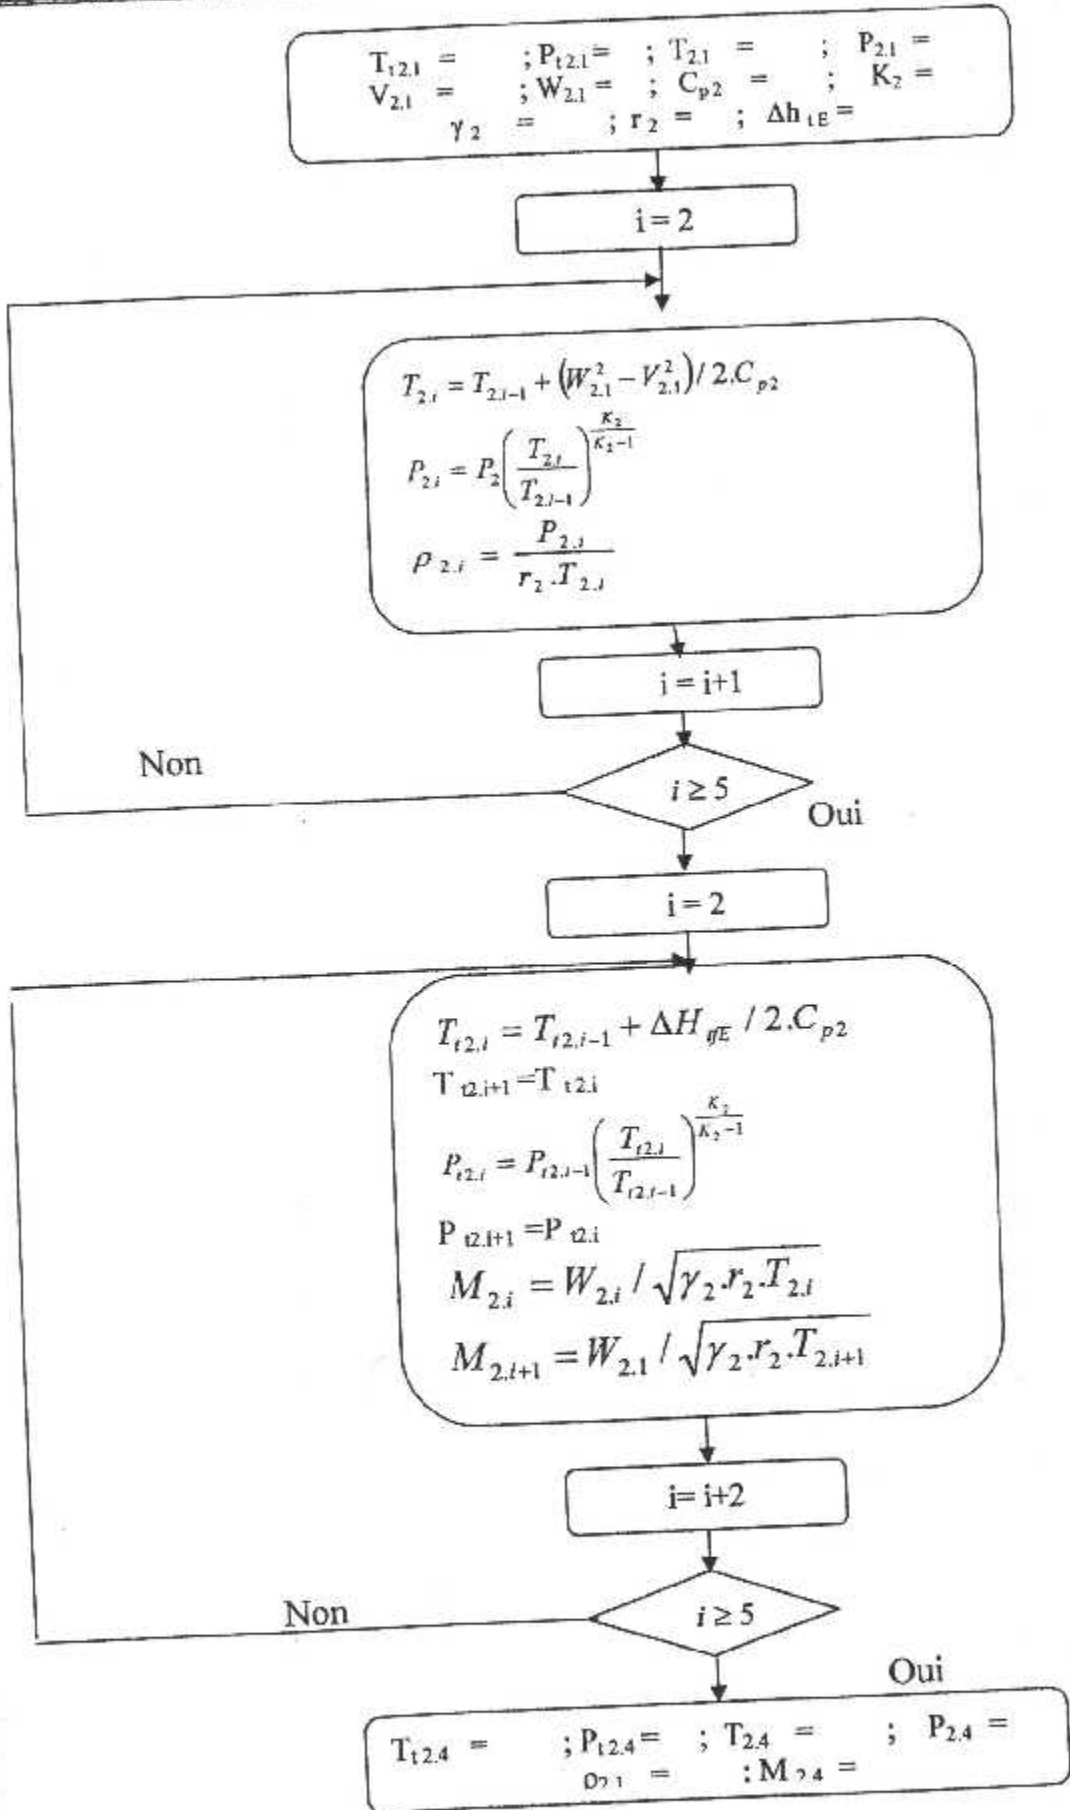 T_{t2.1} = ; P_{t2.1} = ; T_{2.1} = ; P_{2.1} =
V_{2.1} = ; W_{2.1} = ; C_{p2} = ; K_2 =
γ_2 = ; r_2 = ; Δh_{tE} =
i = 2
T_{2.i} = T_{2.i-1} + (W_{2.1}^2 - V_{2.1}^2) / 2.C_{p2}
P_{2.i} = P_2 (T_{2.i} / T_{2.i-1})^{K_2 / (K_2-1)}
ρ_{2.i} = P_{2.i} / r_2.T_{2.i}
i = i+1
Non
i ≥ 5
Oui
i = 2
T_{t2.i} = T_{t2.i-1} + ΔH_{tfE} / 2.C_{p2}
T_{t2.i+1} = T_{t2.i}
P_{t2.i} = P_{t2.i-1} (T_{t2.i} / T_{t2.i-1})^{K_2 / (K_2-1)}
P_{t2.i+1} = P_{t2.i}
M_{2.i} = W_{2.i} / √(γ_2.r_2.T_{2.i})
M_{2.i+1} = W_{2.1} / √(γ_2.r_2.T_{2.i+1})
i= i+2
i ≥ 5
Non
Oui
T_{t2.4} = ; P_{t2.4} = ; T_{2.4} = ; P_{2.4} =
= ; M_{2.4} =